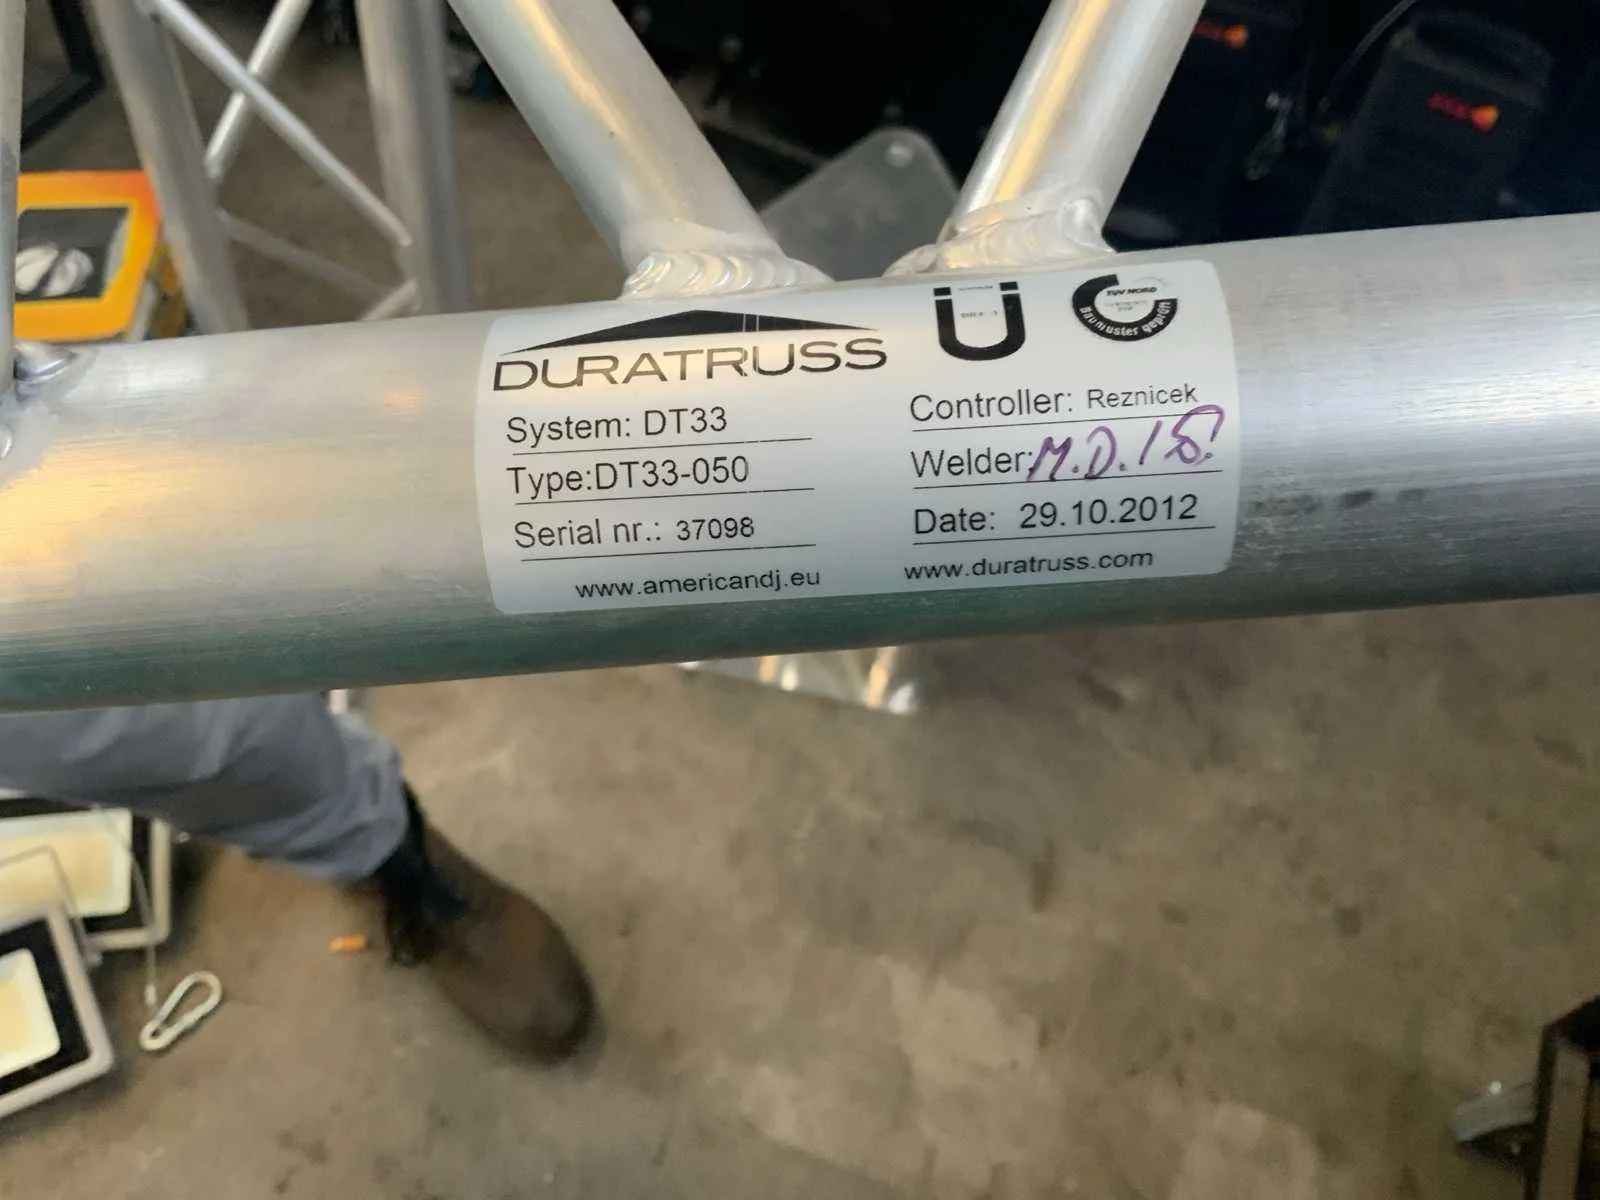 DURATRUSS
System: DT33
Type:DT33-050
Serial nr.: 37098
www.americandj.eu
Ü
TÜV NORD
Baumuster geprüft
Controller: Reznicek
Welder: M.D.
Date: 29.10.2012
www.duratruss.com